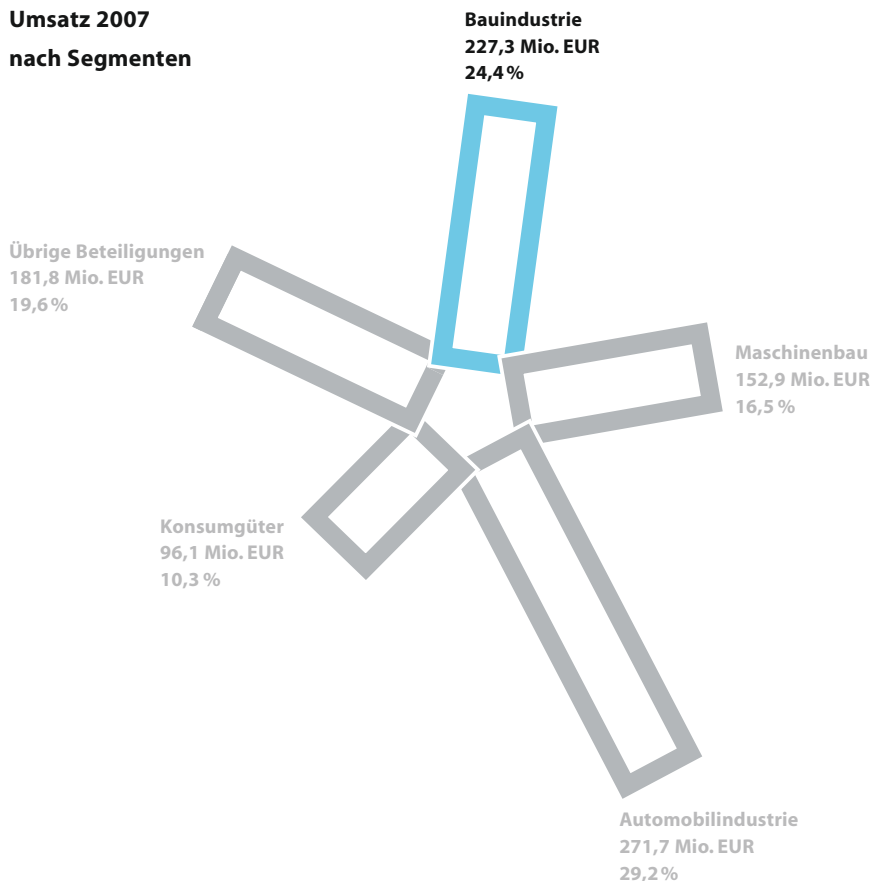 Umsatz 2007
nach Segmenten
Bauindustrie
227,3 Mio. EUR
24,4 %
Übrige Beteiligungen
181,8 Mio. EUR
19,6 %
Maschinenbau
152,9 Mio. EUR
16,5 %
Konsumgüter
96,1 Mio. EUR
10,3 %
Automobilindustrie
271,7 Mio. EUR
29,2 %